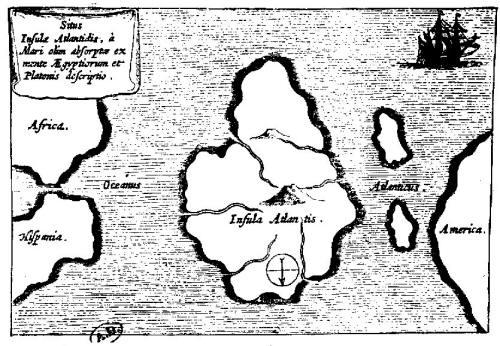 Situs
Insulæ Atlantidis, à
Mari olim absorptæ ex
mente Ægyptiorum et
Platonis descriptio.
Africa.
Oceanus
Atlanticus.
Insula Atlantis.
Hispania.
America.